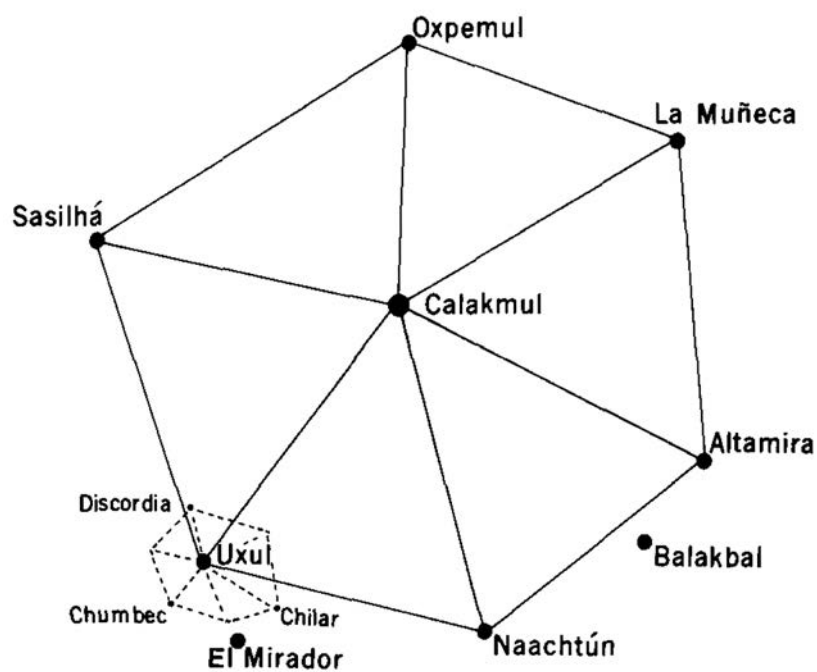 Oxpemul
La Muñeca
Sasilhá
Calakmul
Altamira
Discordia
Uxul
Balakbal
Chumbec
Chilar
Naachtún
El Mirador